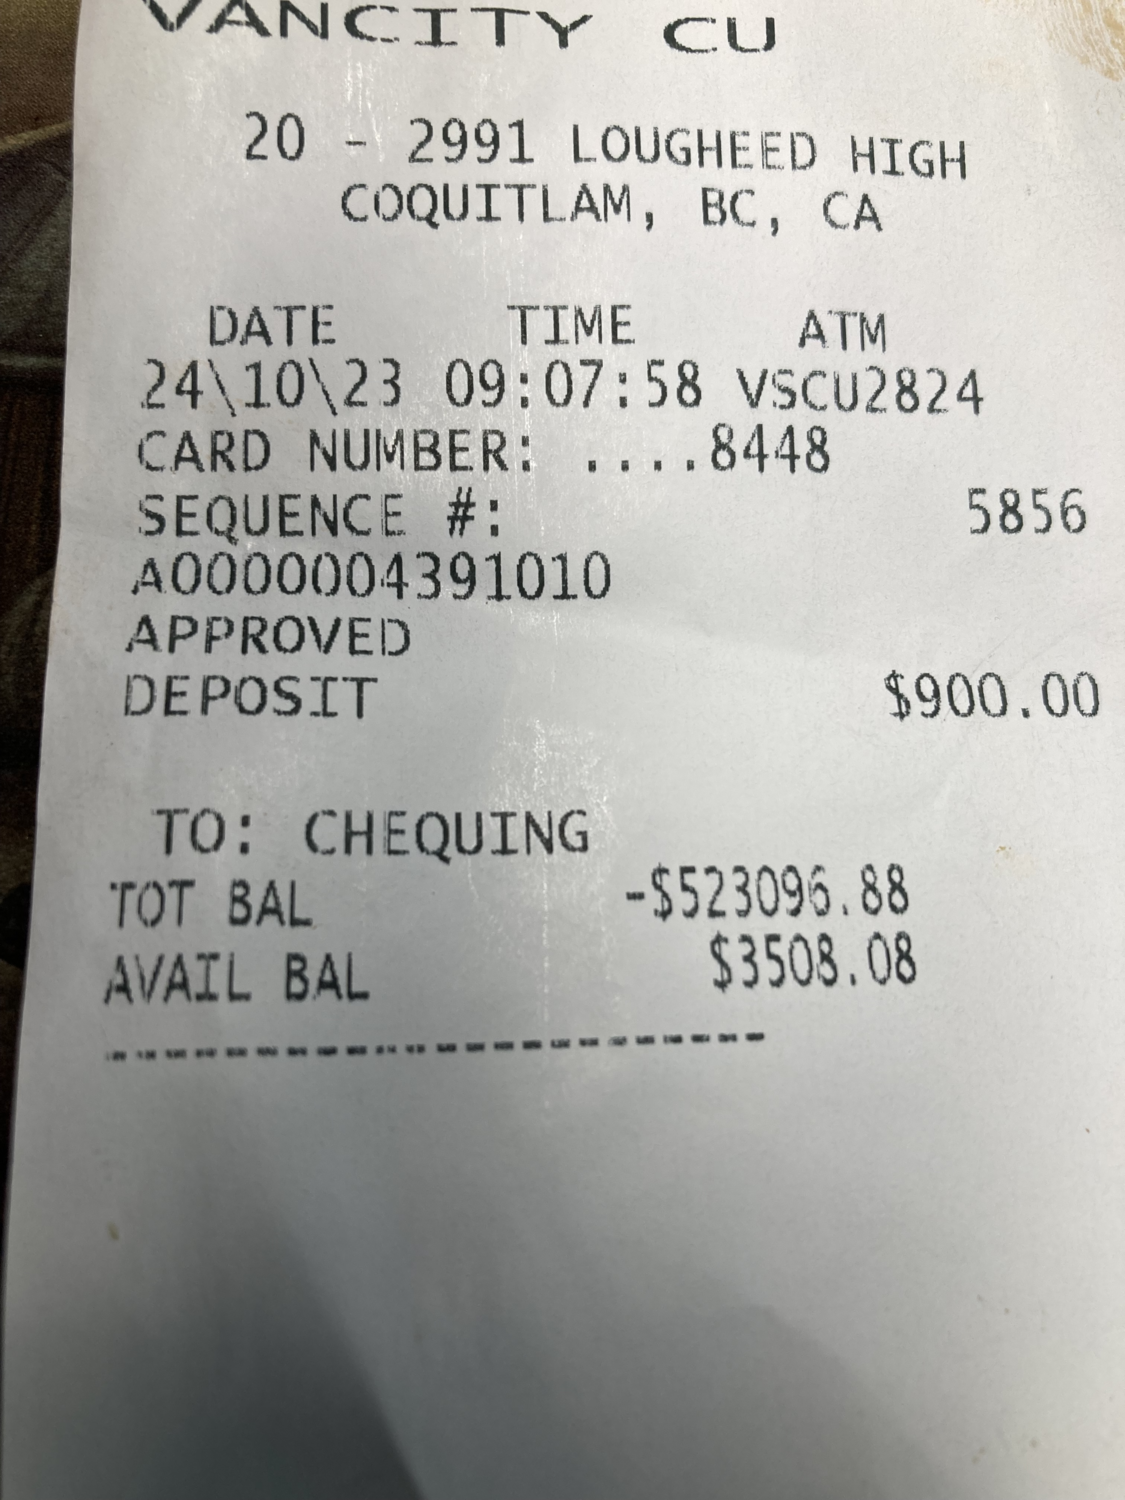 VANCITY CU
20 - 2991 LOUGHEED HIGH
COQUITLAM, BC, CA
DATE TIME ATM
24\10\23 09:07:58 VSCU2824
CARD NUMBER: ....8448
SEQUENCE #: 5856
A0000004391010
APPROVED
DEPOSIT $900.00
TO: CHEQUING
TOT BAL -$523096.88
AVAIL BAL $3508.08
----------------------